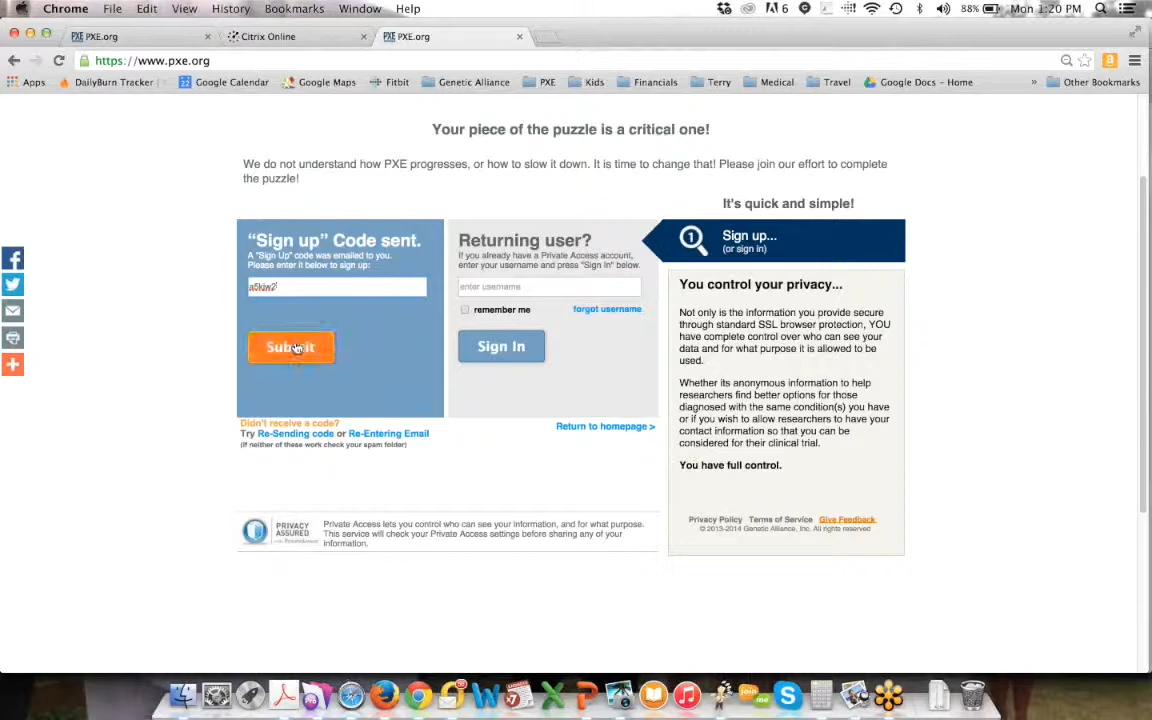 Chrome File Edit View History Bookmarks Window Help 6 88% Mon 1:20 PM
PXE PXE.org × Citrix Online × PXE PXE.org ×
https://www.pxe.org
Apps DailyBurn Tracker 22 Google Calendar Google Maps Fitbit Genetic Alliance PXE Kids Financials Terry Medical Travel Google Docs - Home » Other Bookmarks
Your piece of the puzzle is a critical one!
We do not understand how PXE progresses, or how to slow it down. It is time to change that! Please join our effort to complete
the puzzle!
It's quick and simple!
“Sign up” Code sent.
A "Sign Up" code was emailed to you.
Please enter it below to sign up:
Submit
Didn't receive a code?
Try Re-Sending code or Re-Entering Email
(If neither of these work check your spam folder)
Returning user?
If you already have a Private Access account,
enter your username and press "Sign In" below.
enter username
remember me forgot username
Sign In
Return to homepage >
1 Sign up...
(or sign in)
You control your privacy...
Not only is the information you provide secure
through standard SSL browser protection, YOU
have complete control over who can see your
data and for what purpose it is allowed to be
used.
Whether its anonymous information to help
researchers find better options for those
diagnosed with the same condition(s) you have
or if you wish to allow researchers to have your
contact information so that you can be
considered for their clinical trial.
You have full control.
Privacy Policy Terms of Service Give Feedback
© 2013-2014 Genetic Alliance, Inc. All rights reserved
PRIVACY
ASSURED
Private Access lets you control who can see your information, and for what purpose.
This service will check your Private Access settings before sharing any of your
information.